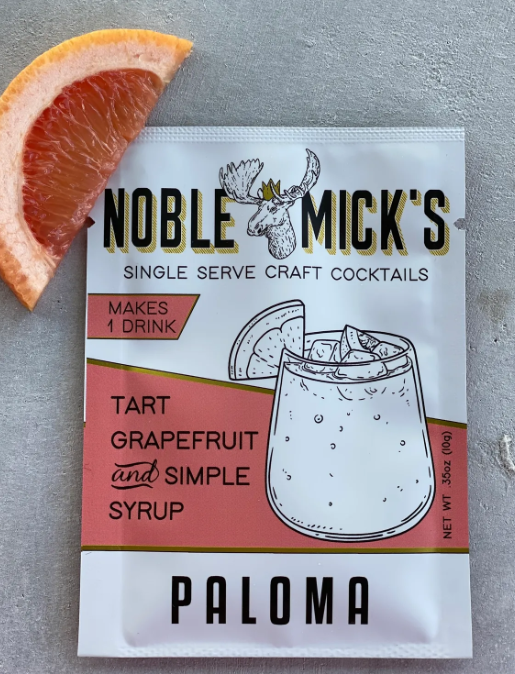 NOBLE MICK'S
SINGLE SERVE CRAFT COCKTAILS
MAKES
1 DRINK
TART
GRAPEFRUIT
and SIMPLE
SYRUP
NET WT .35oz (10g)
PALOMA